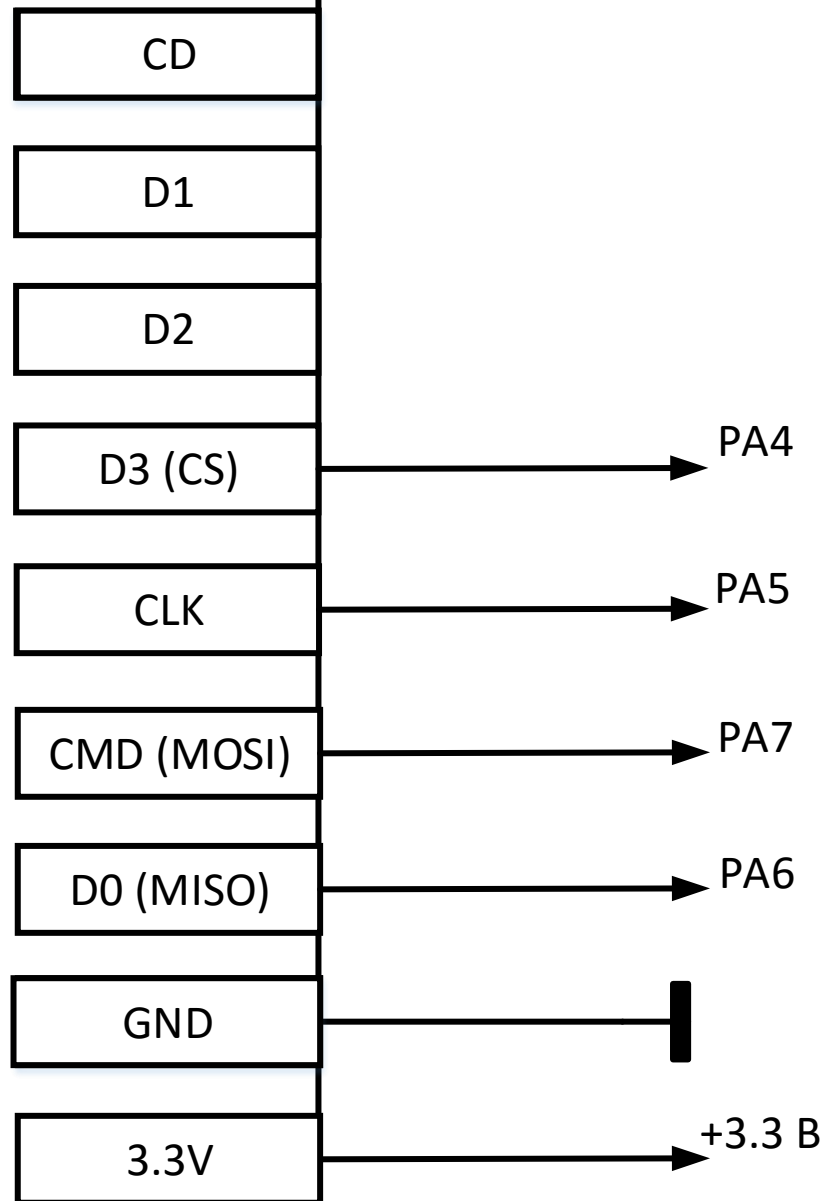 CD
D1
D2
D3 (CS)
PA4
CLK
PA5
CMD (MOSI)
PA7
D0 (MISO)
PA6
GND
3.3V
+3.3 В